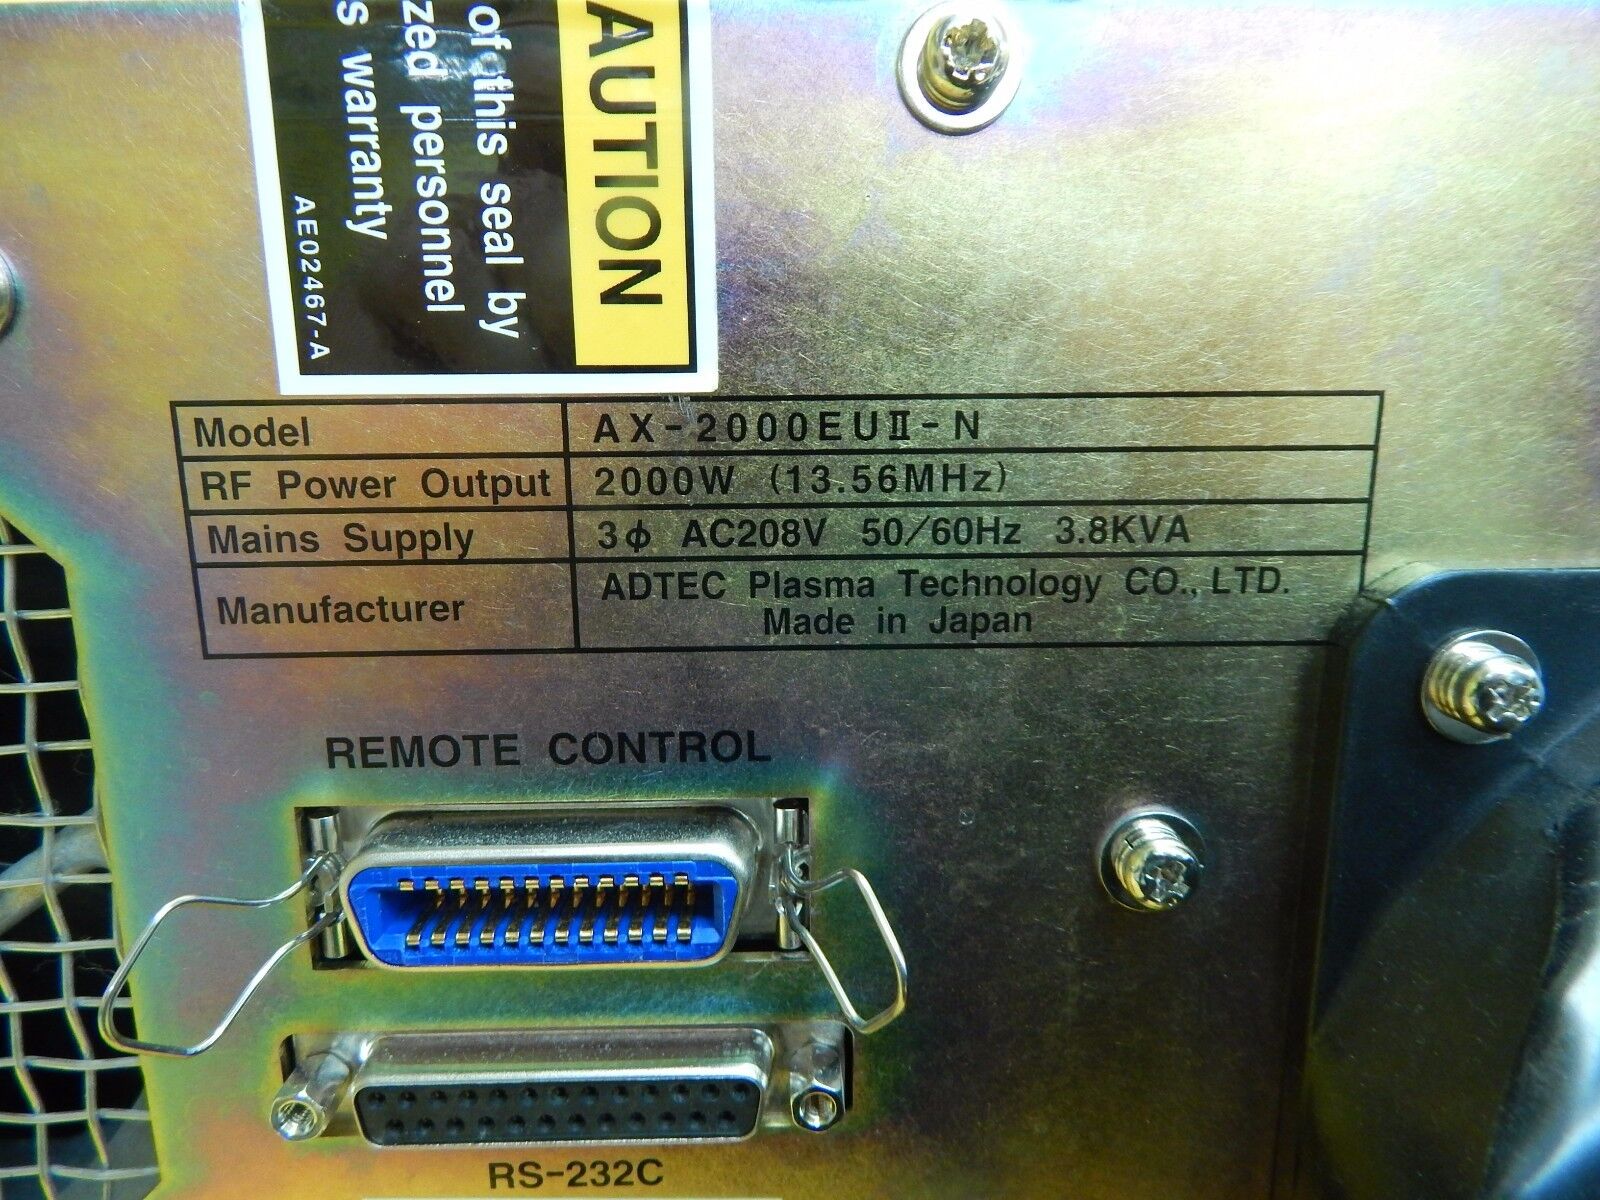 AUTION
of this seal by
zed personnel
s warranty
AE02467-A
Model AX-2000EUⅡ-N
RF Power Output 2000W (13.56MHz)
Mains Supply 3φ AC208V 50/60Hz 3.8KVA
Manufacturer ADTEC Plasma Technology CO., LTD.
Made in Japan
REMOTE CONTROL
RS-232C